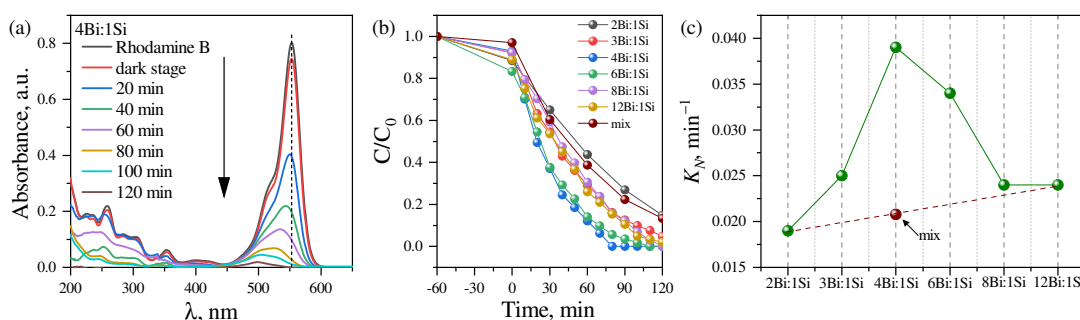 (a)
4Bi:1Si
Rhodamine B
dark stage
20 min
40 min
60 min
80 min
100 min
120 min
Absorbance, a.u.
0.8
0.6
0.4
0.2
0.0
200
300
400
500
600
λ, nm
(b)
2Bi:1Si
3Bi:1Si
4Bi:1Si
6Bi:1Si
8Bi:1Si
12Bi:1Si
mix
C/C0
1.0
0.8
0.6
0.4
0.2
0.0
-60
-30
0
30
60
90
120
Time, min
(c)
KN, min−1
0.040
0.035
0.030
0.025
0.020
0.015
mix
2Bi:1Si
3Bi:1Si
4Bi:1Si
6Bi:1Si
8Bi:1Si
12Bi:1Si